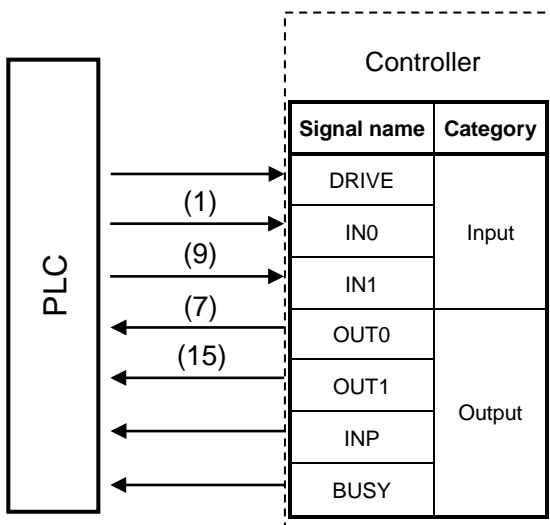 Controller
Signal name Category
DRIVE
(1)
IN0 Input
(9)
IN1
PLC
(7)
OUT0
(15)
OUT1
Output
INP
BUSY